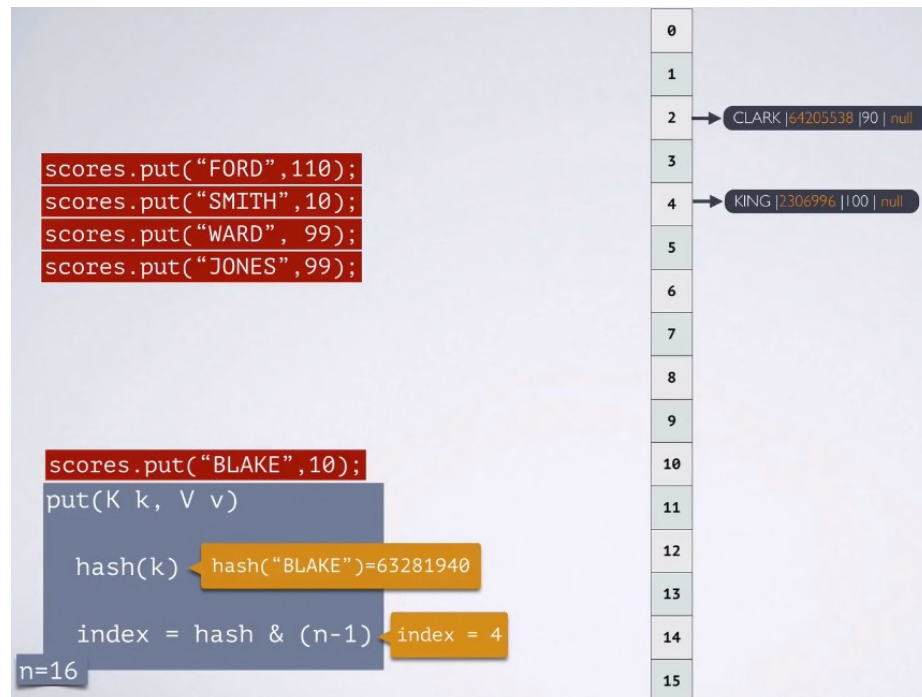 scores.put(“FORD”,110);
scores.put(“SMITH”,10);
scores.put(“WARD”, 99);
scores.put(“JONES”,99);
scores.put(“BLAKE”,10);
put(K k, V v)
hash(k)
hash(“BLAKE”)=63281940
index = hash & (n-1)
index = 4
n=16
0
1
2
CLARK |64205538 |90 | null
3
4
KING |2306996 |100 | null
5
6
7
8
9
10
11
12
13
14
15